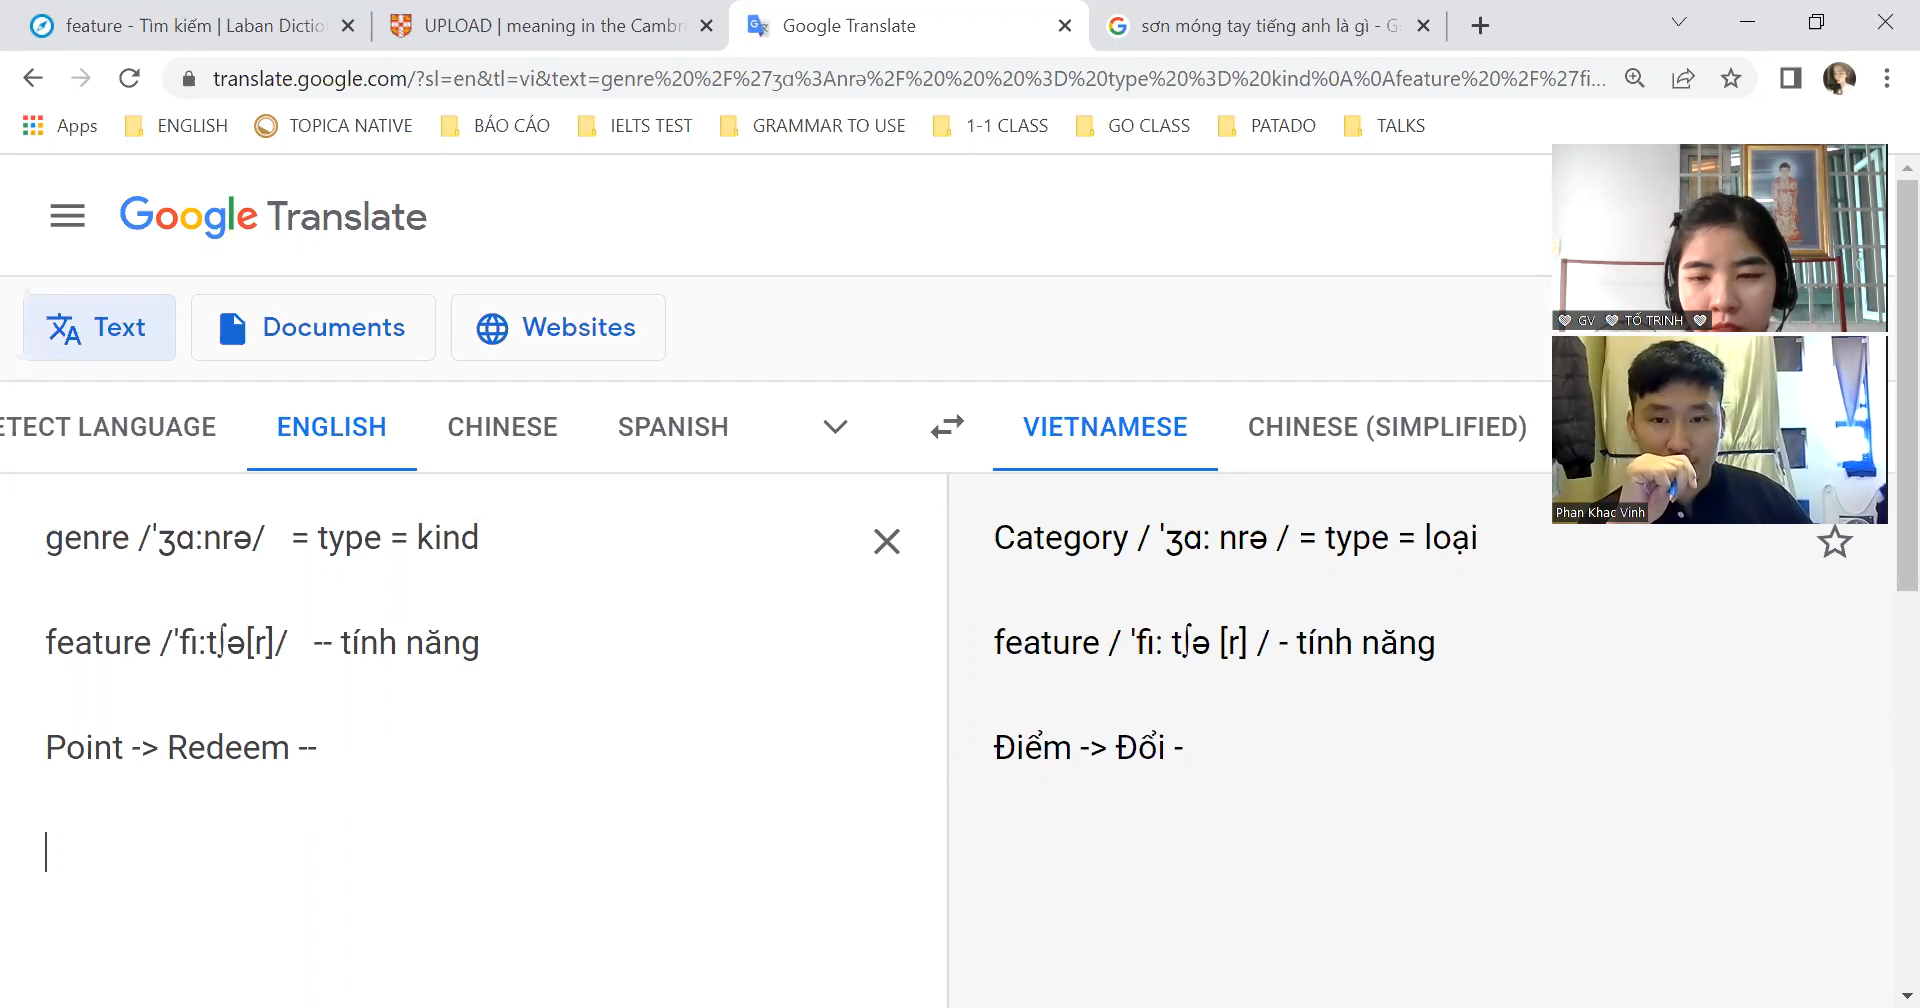 feature - Tìm kiếm | Laban Dictio
UPLOAD | meaning in the Cambr
Google Translate
sơn móng tay tiếng anh là gì - G
translate.google.com/?sl=en&tl=vi&text=genre%20%2F%27ʒɑ%3Anrə%2F%20%20%20%3D%20type%20%3D%20kind%0A%0Afeature%20%2F%27fi...
Apps
ENGLISH
TOPICA NATIVE
BÁO CÁO
IELTS TEST
GRAMMAR TO USE
1-1 CLASS
GO CLASS
PATADO
TALKS
Google Translate
Text
Documents
Websites
ETECT LANGUAGE
ENGLISH
CHINESE
SPANISH
VIETNAMESE
CHINESE (SIMPLIFIED)
GV TỐ TRINH
Phan Khac Vinh
genre /'ʒɑ:nrə/ = type = kind
feature /'fi:t∫ə[r]/ -- tính năng
Point -> Redeem --
Category / 'ʒɑ: nrə / = type = loại
feature / 'fi: t∫ə [r] / - tính năng
Điểm -> Đổi -